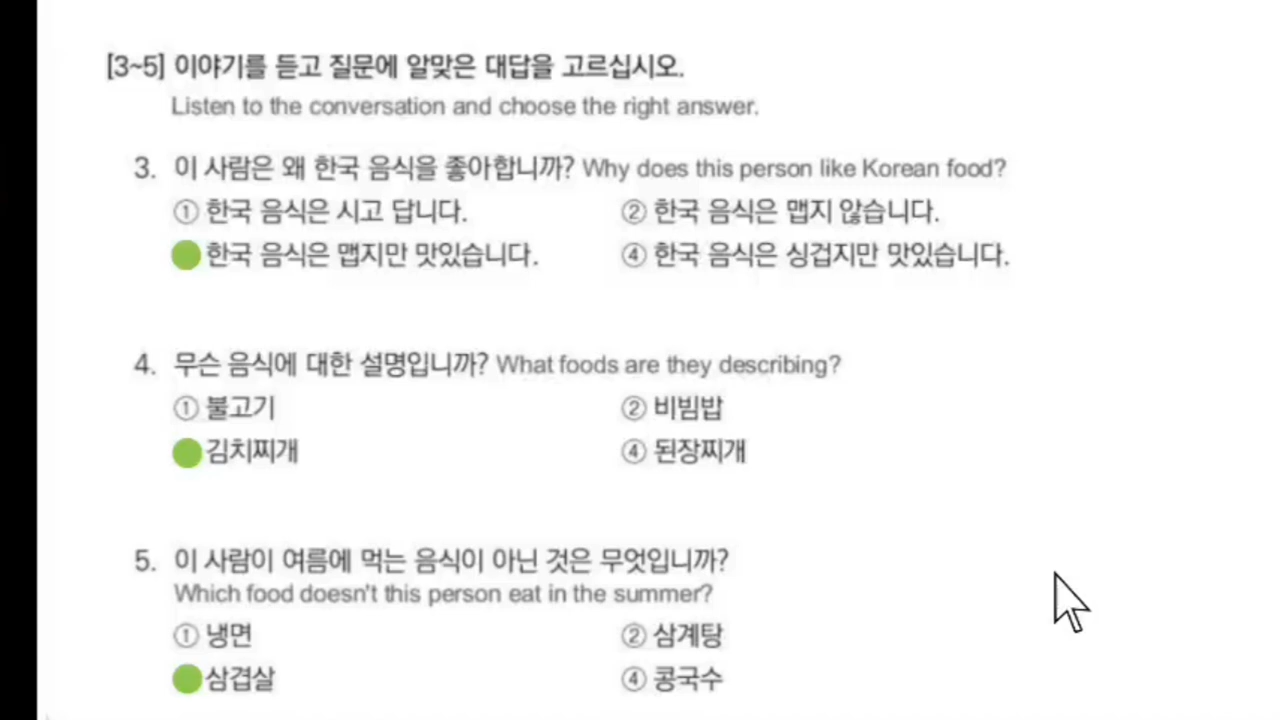 [3~5] 이야기를 듣고 질문에 알맞은 대답을 고르십시오.
Listen to the conversation and choose the right answer.
3. 이 사람은 왜 한국 음식을 좋아합니까? Why does this person like Korean food?
① 한국 음식은 시고 답니다. ② 한국 음식은 맵지 않습니다.
한국 음식은 맵지만 맛있습니다. ④ 한국 음식은 싱겁지만 맛있습니다.
4. 무슨 음식에 대한 설명입니까? What foods are they describing?
① 불고기 ② 비빔밥
김치찌개 ④ 된장찌개
5. 이 사람이 여름에 먹는 음식이 아닌 것은 무엇입니까?
Which food doesn't this person eat in the summer?
① 냉면 ② 삼계탕
삼겹살 ④ 콩국수